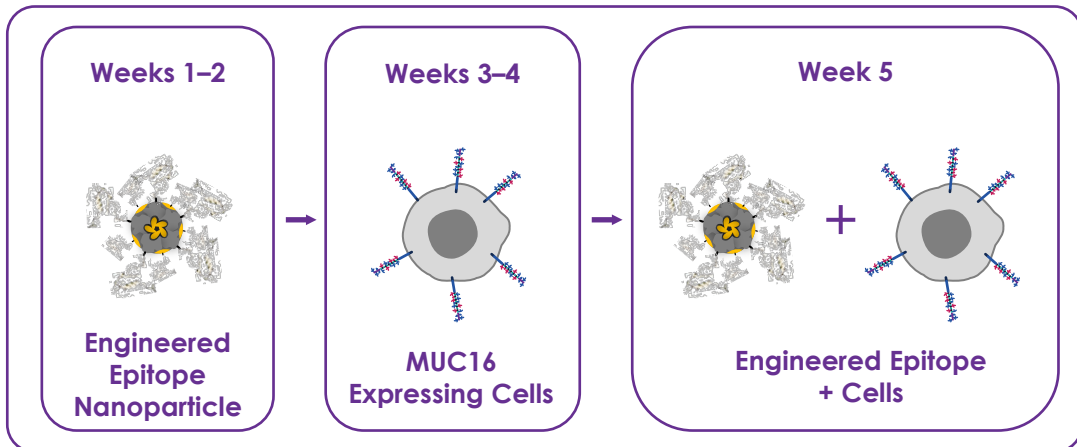 Weeks 1–2
Engineered
Epitope
Nanoparticle
Weeks 3–4
MUC16
Expressing Cells
Week 5
+
Engineered Epitope
+ Cells